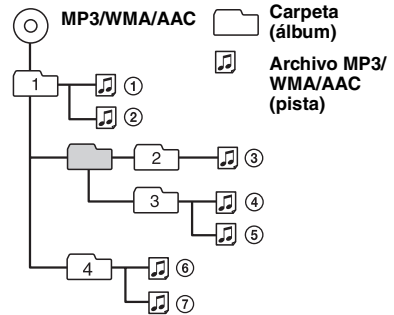 MP3/WMA/AAC
Carpeta
(álbum)
Archivo MP3/
WMA/AAC
(pista)
1
①
②
2
③
3
④
⑤
4
⑥
⑦